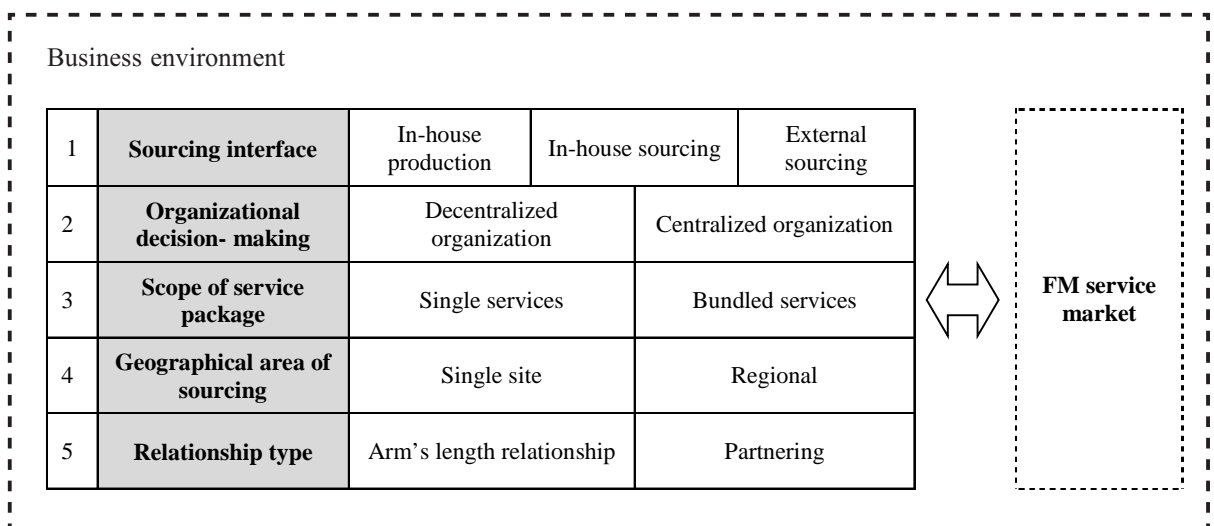 Business environment
1
Sourcing interface
In-house
production
In-house sourcing
External
sourcing
2
Organizational
decision- making
Decentralized
organization
Centralized organization
3
Scope of service
package
Single services
Bundled services
4
Geographical area of
sourcing
Single site
Regional
5
Relationship type
Arm’s length relationship
Partnering
FM service
market